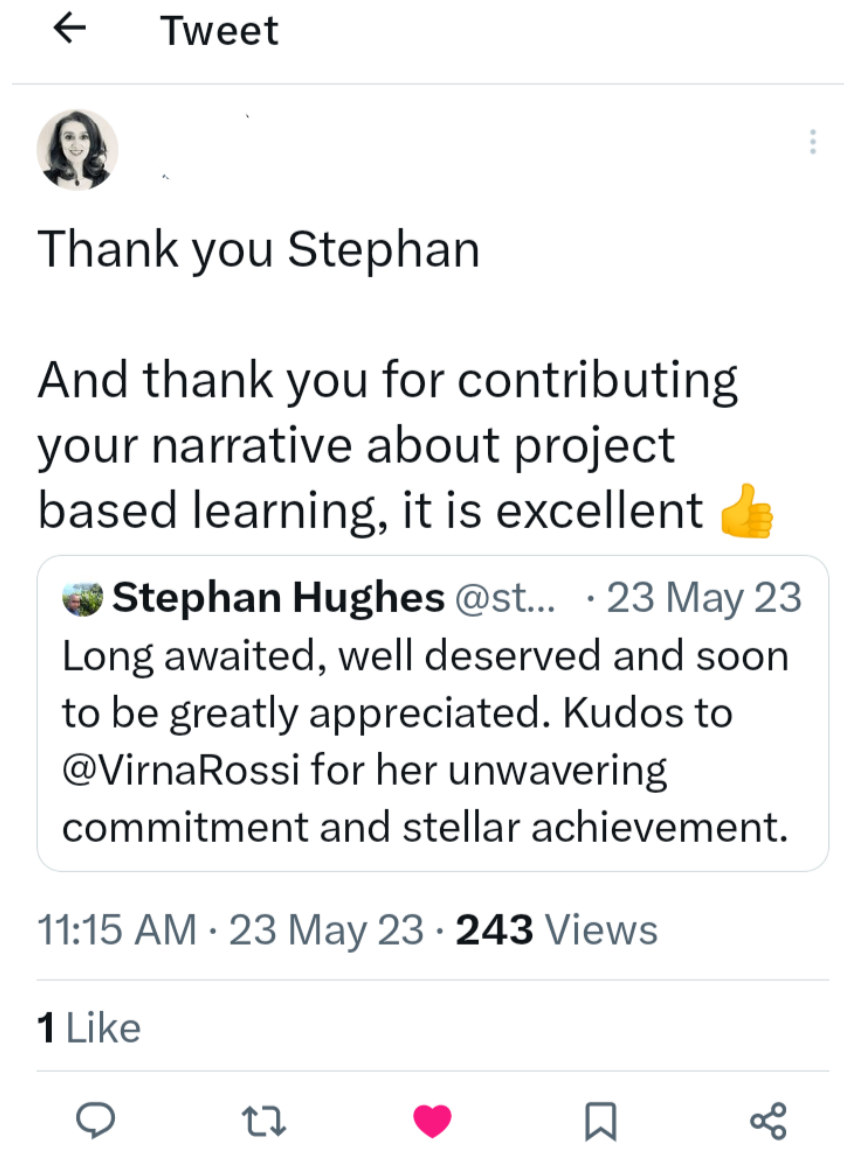 Tweet
Thank you Stephan
And thank you for contributing
your narrative about project
based learning, it is excellent 👍
Stephan Hughes @st... · 23 May 23
Long awaited, well deserved and soon
to be greatly appreciated. Kudos to
@VirnaRossi for her unwavering
commitment and stellar achievement.
11:15 AM · 23 May 23 · 243 Views
1 Like